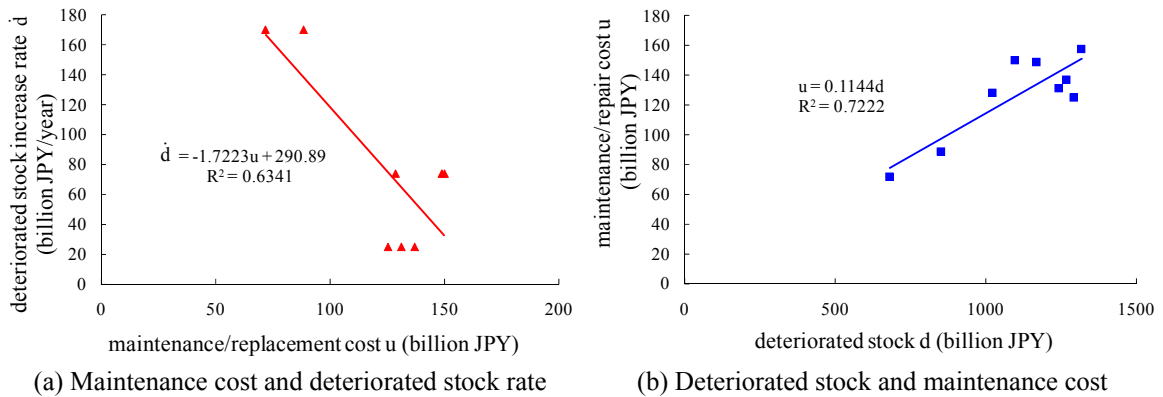 deteriorated stock increase rate ḋ
(billion JPY/year)
180
160
140
120
100
80
60
40
20
0
ḋ = -1.7223u + 290.89
R² = 0.6341
0 50 100 150 200
maintenance/replacement cost u (billion JPY)
(a) Maintenance cost and deteriorated stock rate
maintenance/repair cost u
(billion JPY)
180
160
140
120
100
80
60
40
20
0
u = 0.1144d
R² = 0.7222
0 500 1000 1500
deteriorated stock d (billion JPY)
(b) Deteriorated stock and maintenance cost